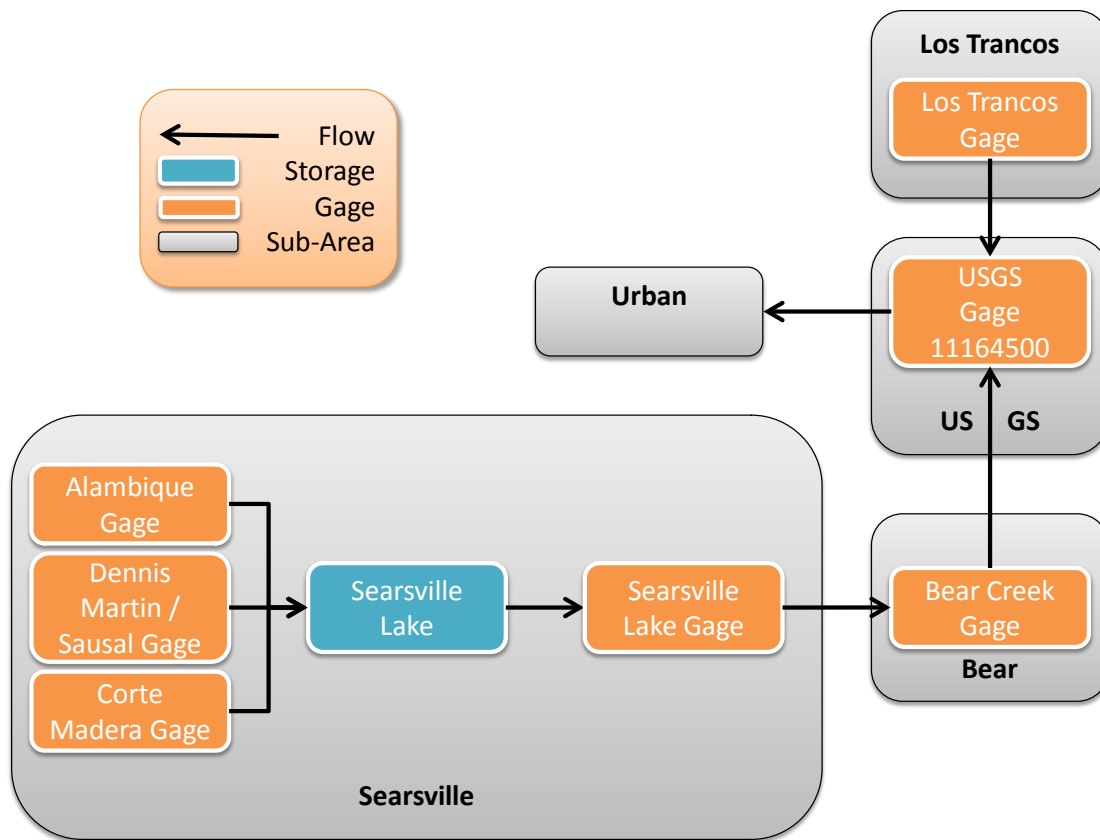 Los Trancos
Los Trancos
Gage
Flow
Storage
Gage
Sub-Area
USGS
Gage
11164500
US GS
Urban
Alambique
Gage
Dennis
Martin /
Sausal Gage
Corte
Madera Gage
Searsville
Lake
Searsville
Lake Gage
Bear Creek
Gage
Bear
Searsville